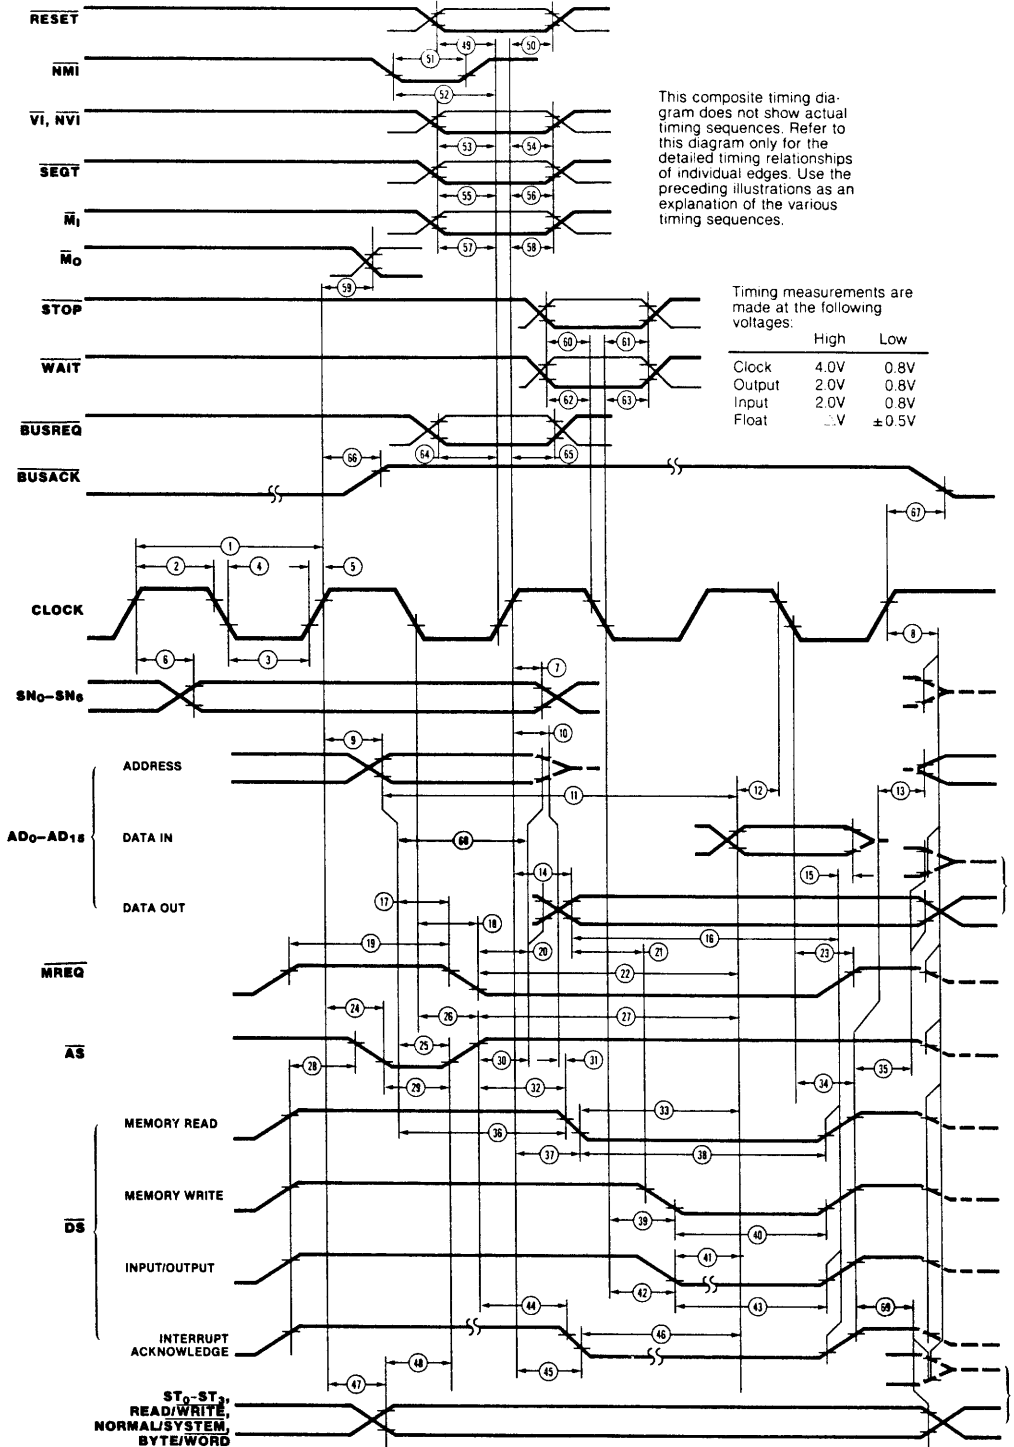 RESET
49
50
NMI
51
52
VI, NVI
53
54
SEGT
55
56
MI
57
58
MO
59
This composite timing dia-
gram does not show actual
timing sequences. Refer to
this diagram only for the
detailed timing relationships
of individual edges. Use the
preceding illustrations as an
explanation of the various
timing sequences.
STOP
60
61
WAIT
62
63
Timing measurements are
made at the following
voltages:
High Low
Clock 4.0V 0.8V
Output 2.0V 0.8V
Input 2.0V 0.8V
Float V ±0.5V
BUSREQ
64
65
BUSACK
66
67
1
2
4
5
CLOCK
3
6
7
8
SN0–SN6
9
10
ADDRESS
11
12
13
AD0–AD15
DATA IN
68
14
15
DATA OUT
17
18
16
19
20
21
22
23
MREQ
24
26
27
AS
25
28
29
30
31
32
33
34
35
MEMORY READ
36
37
38
MEMORY WRITE
39
40
DS
41
INPUT/OUTPUT
42
43
44
69
INTERRUPT
ACKNOWLEDGE
46
45
48
47
ST0–ST3,
READ/WRITE,
NORMAL/SYSTEM,
BYTE/WORD